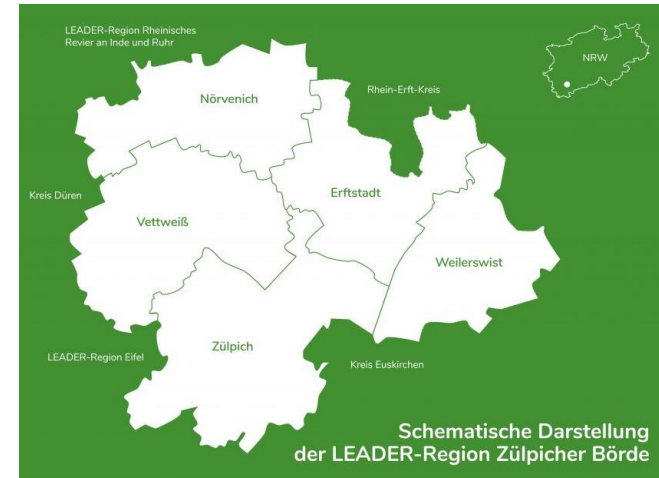 LEADER-Region Rheinisches
Revier an Inde und Ruhr
NRW
Rhein-Erft-Kreis
Nörvenich
Kreis Düren
Erftstadt
Vettweiß
Weilerswist
Zülpich
LEADER-Region Eifel
Kreis Euskirchen
Schematische Darstellung
der LEADER-Region Zülpicher Börde